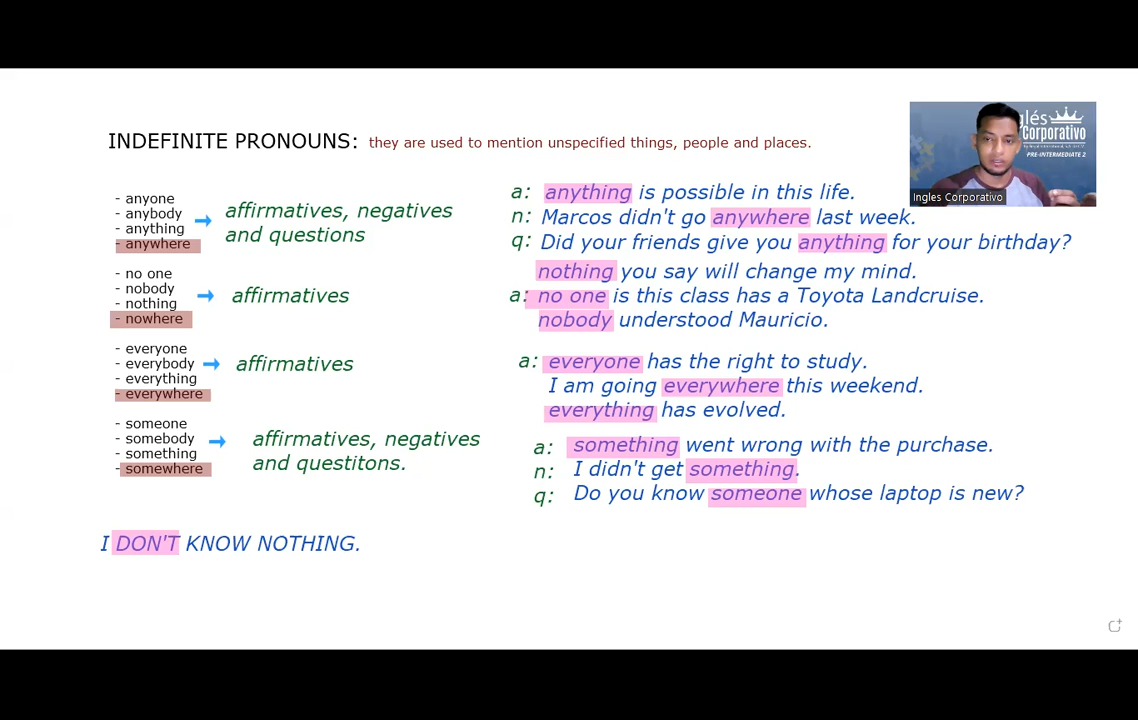 INDEFINITE PRONOUNS: they are used to mention unspecified things, people and places.
- anyone
- anybody
- anything
- anywhere
affirmatives, negatives
and questions
- no one
- nobody
- nothing
- nowhere
affirmatives
- everyone
- everybody
- everything
- everywhere
affirmatives
- someone
- somebody
- something
- somewhere
affirmatives, negatives
and questitons.
I DON'T KNOW NOTHING.
a: anything is possible in this life.
n: Marcos didn't go anywhere last week.
q: Did your friends give you anything for your birthday?
nothing you say will change my mind.
a: no one is this class has a Toyota Landcruise.
nobody understood Mauricio.
a: everyone has the right to study.
I am going everywhere this weekend.
everything has evolved.
a: something went wrong with the purchase.
n: I didn't get something.
q: Do you know someone whose laptop is new?
glés
Corporativo
PRE-INTERMEDIATE 2
Ingles Corporativo